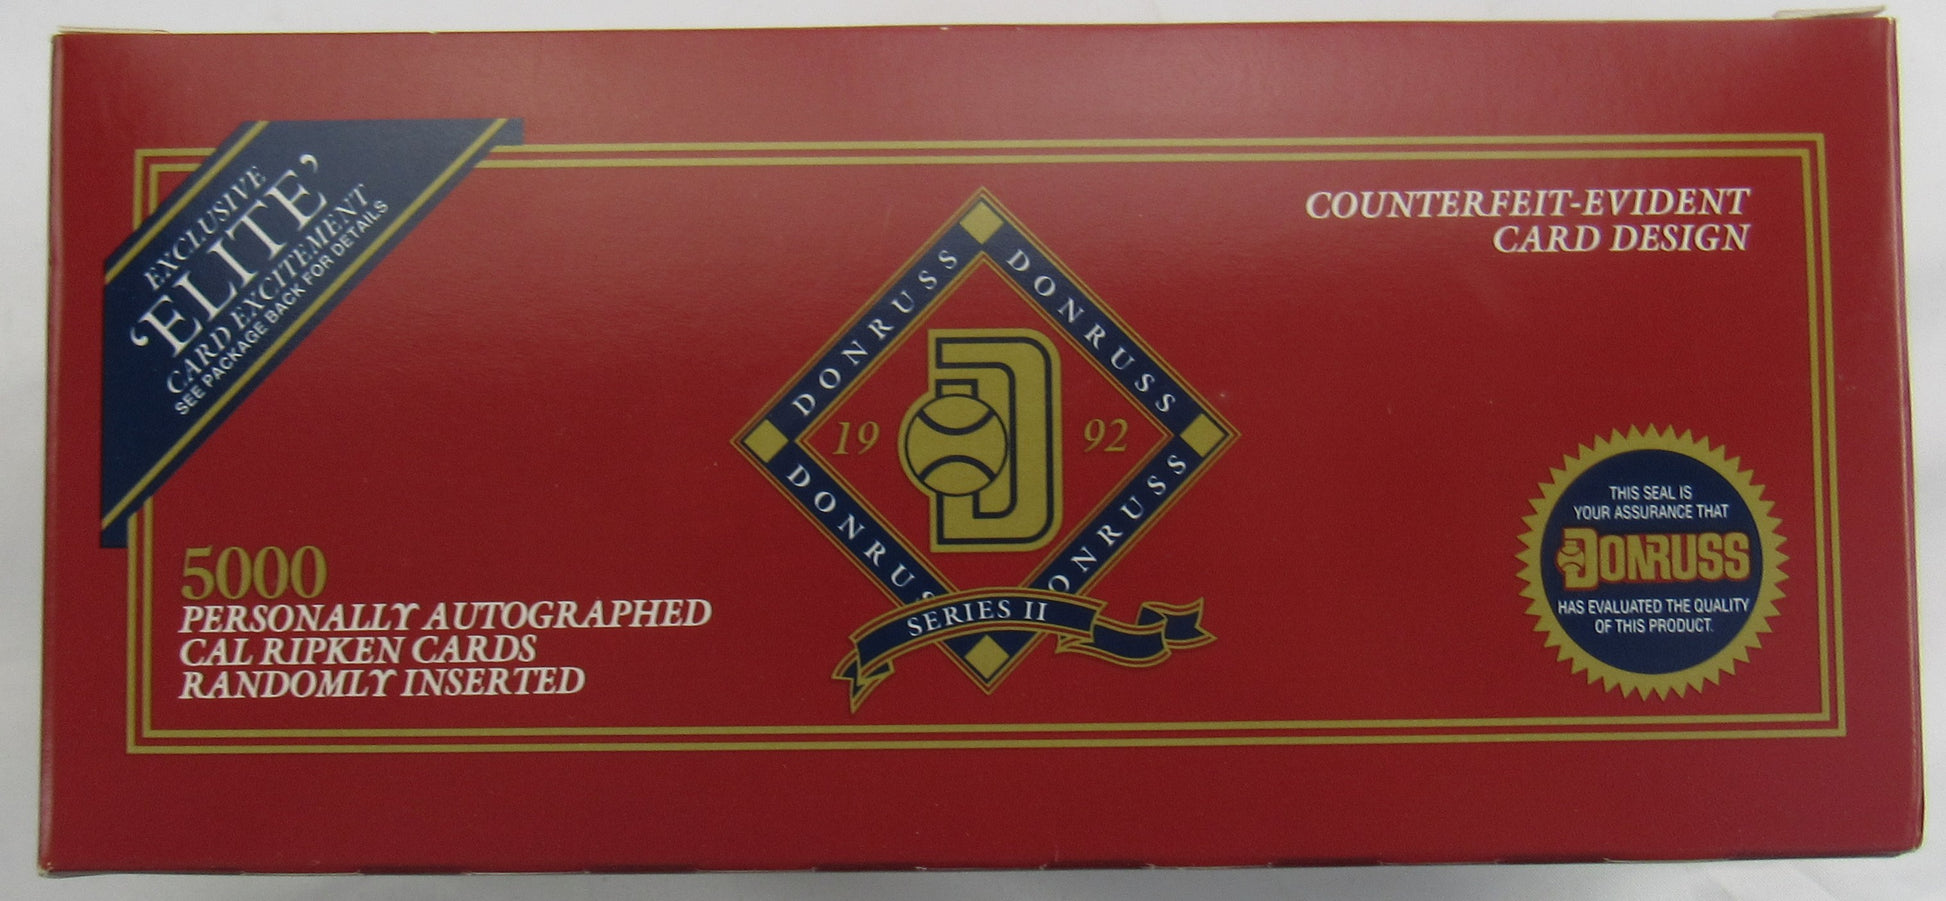 EXCLUSIVE
'ELITE'
CARD EXCITEMENT
SEE PACKAGE BACK FOR DETAILS
COUNTERFEIT-EVIDENT
CARD DESIGN
DONRUSS
DONRUSS
19
92
DONRUS
ONRUSS
SERIES II
5000
PERSONALLY AUTOGRAPHED
CAL RIPKEN CARDS
RANDOMLY INSERTED
THIS SEAL IS
YOUR ASSURANCE THAT
DONRUSS
HAS EVALUATED THE QUALITY
OF THIS PRODUCT.